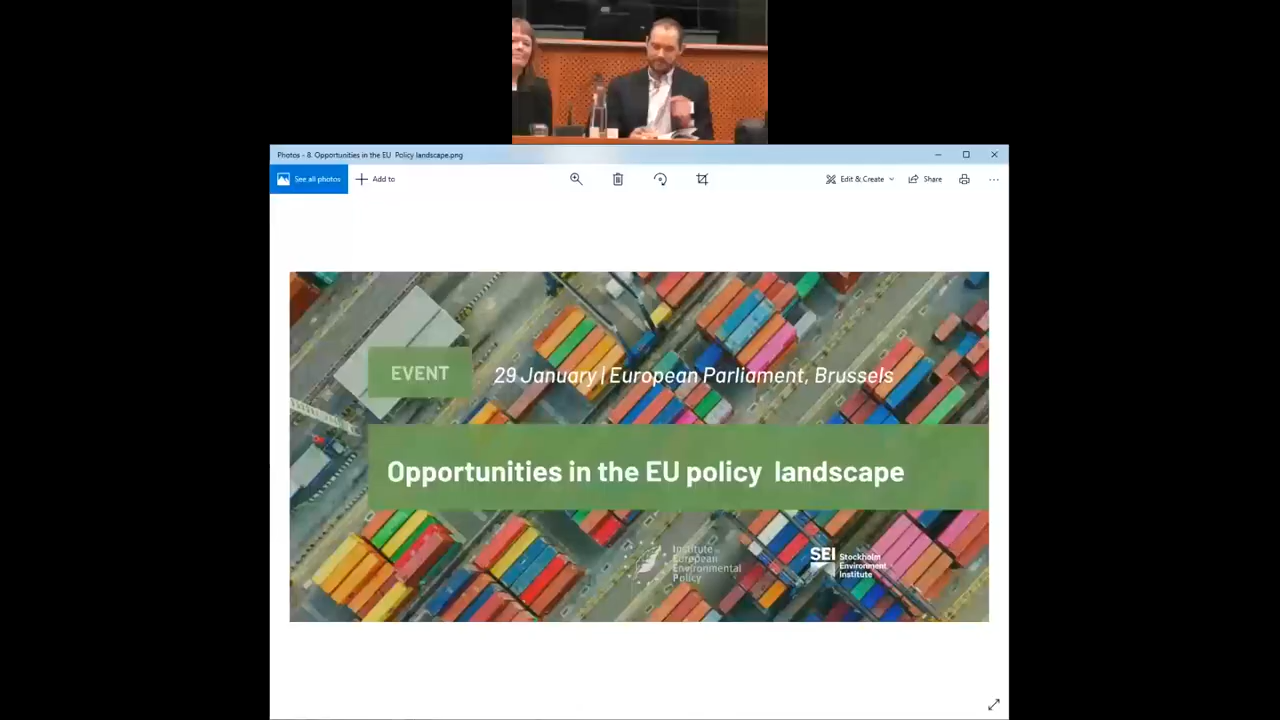 Photos - 8. Opportunities in the EU  Policy landscape.png
See all photos
Add to
Edit & Create
Share
EVENT
29 January | European Parliament, Brussels
Opportunities in the EU policy  landscape
Institute
European
Environmental
Policy
SEI
Stockholm
Environment
Institute